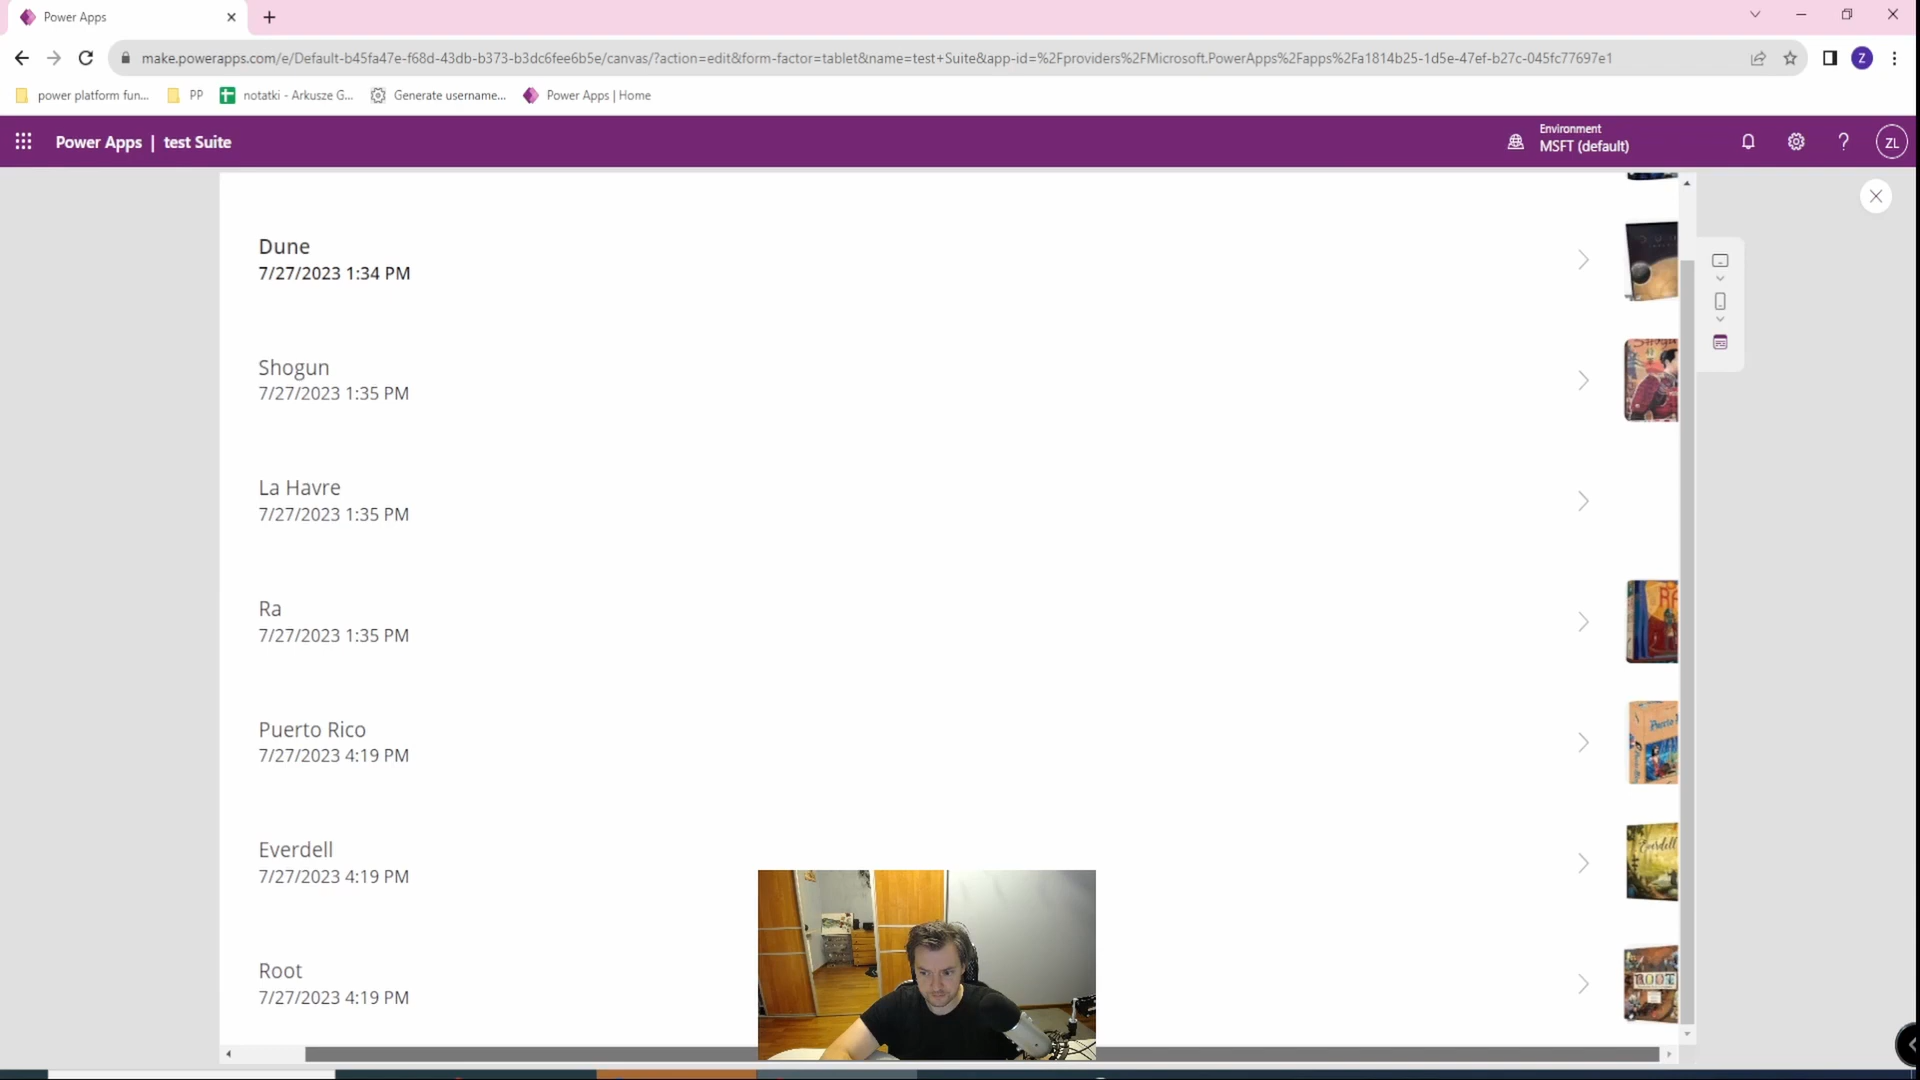 Power Apps
make.powerapps.com/e/Default-b45fa47e-f68d-43db-b373-b3dc6fee6b5e/canvas/?action=edit&form-factor=tablet&name=test+Suite&app-id=%2Fproviders%2FMicrosoft.PowerApps%2Fapps%2Fa1814b25-1d5e-47ef-b27c-045fc77697e1
Z
power platform fun...
PP
notatki - Arkusze G...
Generate username...
Power Apps | Home
Power Apps | test Suite
Environment
MSFT (default)
?
ZL
Dune
7/27/2023 1:34 PM
Shogun
7/27/2023 1:35 PM
La Havre
7/27/2023 1:35 PM
Ra
7/27/2023 1:35 PM
RA
Puerto Rico
7/27/2023 4:19 PM
Everdell
7/27/2023 4:19 PM
Everdell
Root
7/27/2023 4:19 PM
ROOT